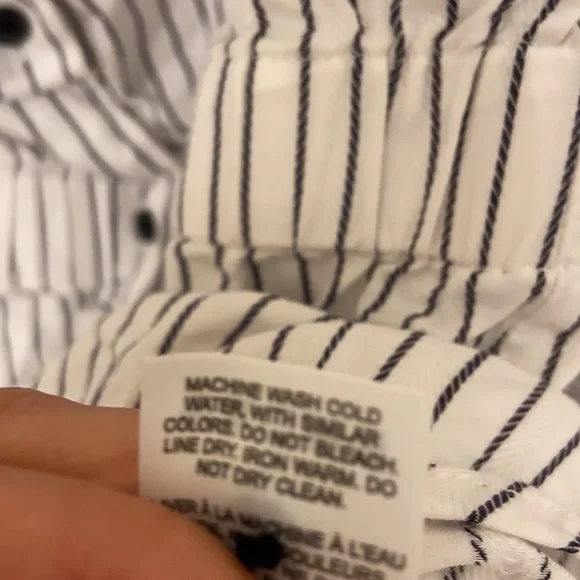 MACHINE WASH COLD
WATER, WITH SIMILAR
COLORS. DO NOT BLEACH.
LINE DRY. IRON WARM. DO
NOT DRY CLEAN.
À LA MACHINE À L'EAU
COULEURS